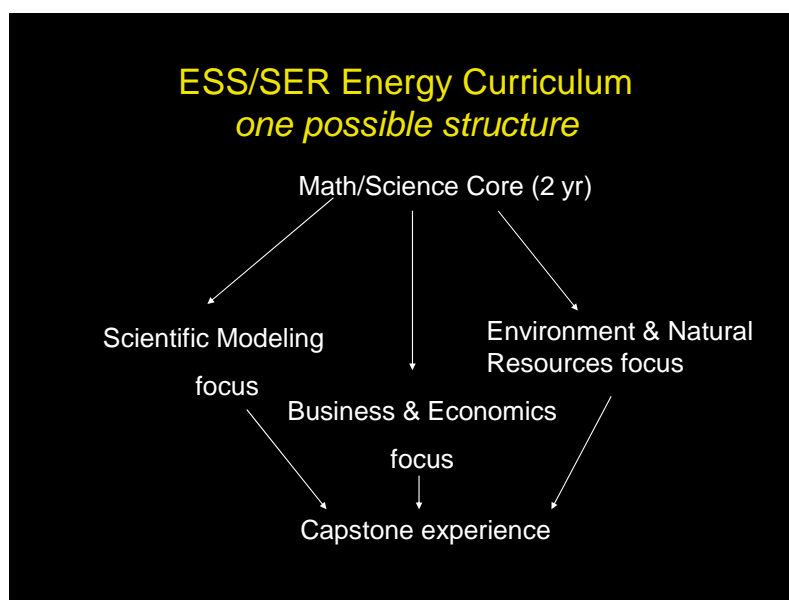 ESS/SER Energy Curriculum
one possible structure
Math/Science Core (2 yr)
Scientific Modeling
focus
Business & Economics
focus
Environment & Natural
Resources focus
Capstone experience